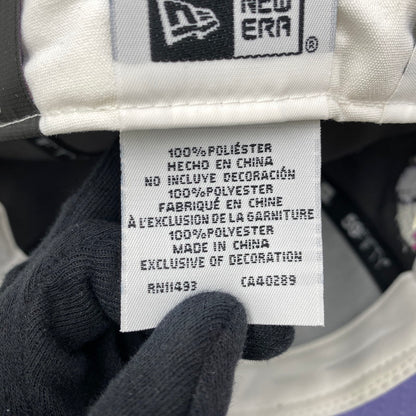 NEW
ERA®
100%POLIÉSTER
HECHO EN CHINA
NO INCLUYE DECORACIÓN
100%POLYESTER
FABRIQUÉ EN CHINE
À L'EXCLUSION DE LA GARNITURE
100%POLYESTER
MADE IN CHINA
EXCLUSIVE OF DECORATION
RN11493 CA40289